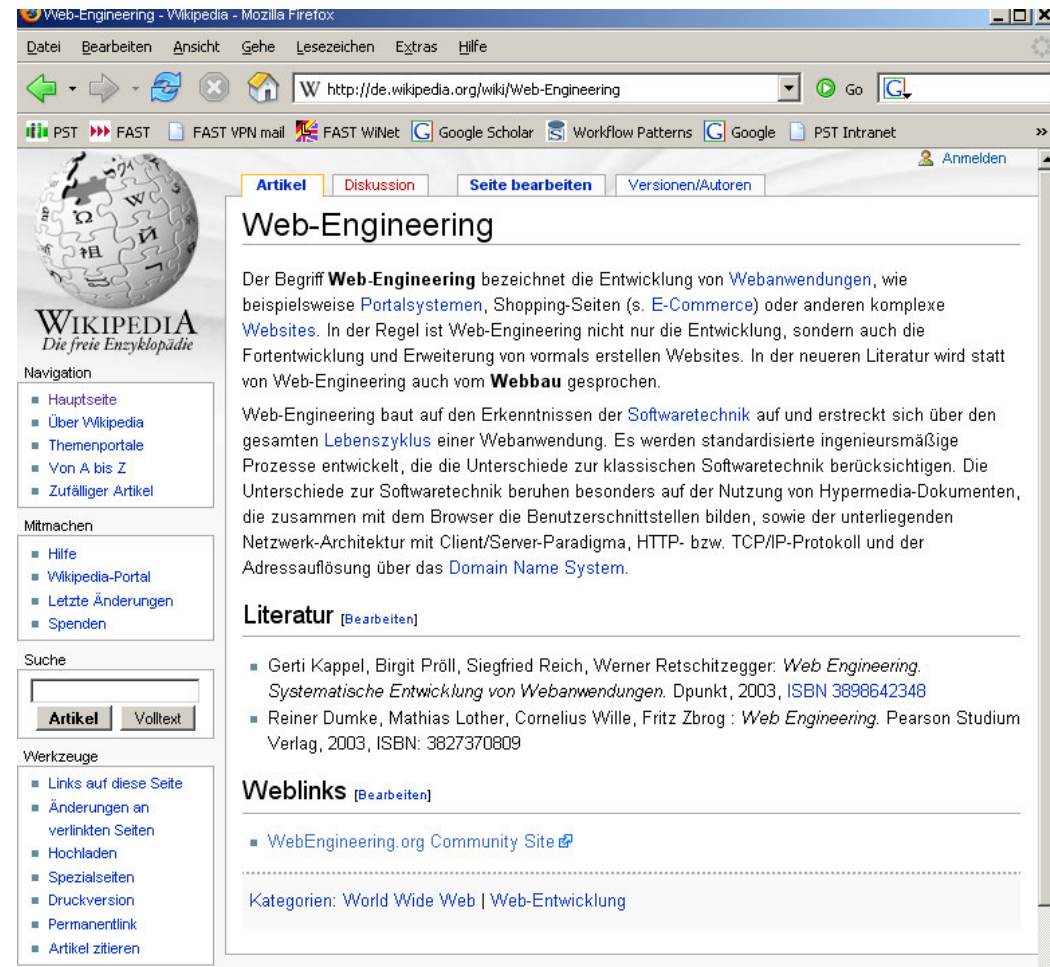 Web-Engineering - Wikipedia - Mozilla Firefox
Datei Bearbeiten Ansicht Gehe Lesezeichen Extras Hilfe
W http://de.wikipedia.org/wiki/Web-Engineering Go G
PST FAST FAST VPN mail FAST WiNet G Google Scholar Workflow Patterns G Google PST Intranet »
Anmelden
Artikel Diskussion Seite bearbeiten Versionen/Autoren
WIKIPEDIA
Die freie Enzyklopädie
Navigation
Hauptseite
Über Wikipedia
Themenportale
Von A bis Z
Zufälliger Artikel
Mitmachen
Hilfe
Wikipedia-Portal
Letzte Änderungen
Spenden
Suche
Artikel Volltext
Werkzeuge
Links auf diese Seite
Änderungen an
verlinkten Seiten
Hochladen
Spezialseiten
Druckversion
Permanentlink
Artikel zitieren
Web-Engineering
Der Begriff Web-Engineering bezeichnet die Entwicklung von Webanwendungen, wie
beispielsweise Portalsystemen, Shopping-Seiten (s. E-Commerce) oder anderen komplexe
Websites. In der Regel ist Web-Engineering nicht nur die Entwicklung, sondern auch die
Fortentwicklung und Erweiterung von vormals erstellen Websites. In der neueren Literatur wird statt
von Web-Engineering auch vom Webbau gesprochen.
Web-Engineering baut auf den Erkenntnissen der Softwaretechnik auf und erstreckt sich über den
gesamten Lebenszyklus einer Webanwendung. Es werden standardisierte ingenieursmäßige
Prozesse entwickelt, die die Unterschiede zur klassischen Softwaretechnik berücksichtigen. Die
Unterschiede zur Softwaretechnik beruhen besonders auf der Nutzung von Hypermedia-Dokumenten,
die zusammen mit dem Browser die Benutzerschnittstellen bilden, sowie der unterliegenden
Netzwerk-Architektur mit Client/Server-Paradigma, HTTP- bzw. TCP/IP-Protokoll und der
Adressauflösung über das Domain Name System.
Literatur [Bearbeiten]
Gerti Kappel, Birgit Pröll, Siegfried Reich, Werner Retschitzegger: Web Engineering.
Systematische Entwicklung von Webanwendungen. Dpunkt, 2003, ISBN 3898642348
Reiner Dumke, Mathias Lother, Cornelius Wille, Fritz Zbrog : Web Engineering. Pearson Studium
Verlag, 2003, ISBN: 3827370809
Weblinks [Bearbeiten]
WebEngineering.org Community Site
Kategorien: World Wide Web | Web-Entwicklung